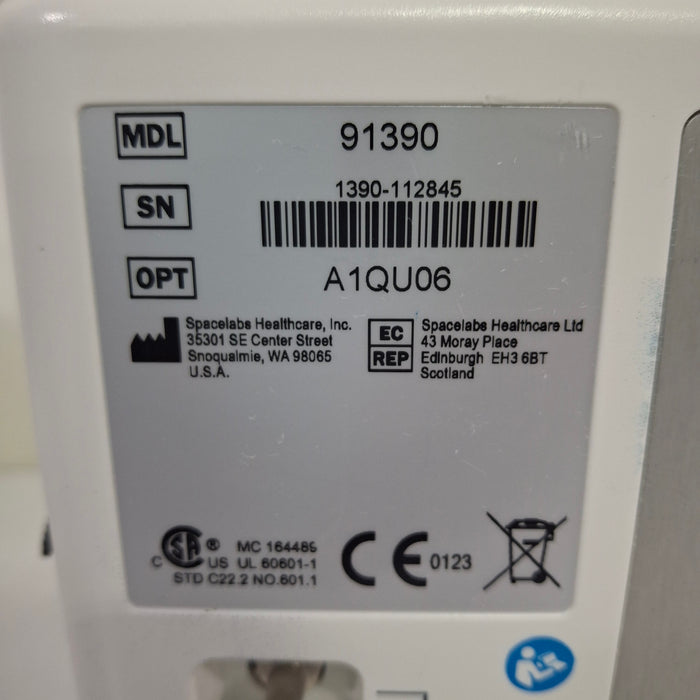 MDL 91390
1390-112845
SN
OPT A1QU06
Spacelabs Healthcare, Inc.
35301 SE Center Street
Snoqualmie, WA 98065
U.S.A.
EC REP
Spacelabs Healthcare Ltd
43 Moray Place
Edinburgh EH3 6BT
Scotland
C SA ® US
MC 164486
UL 60601-1
STD C22.2 NO.601.1
CE 0123